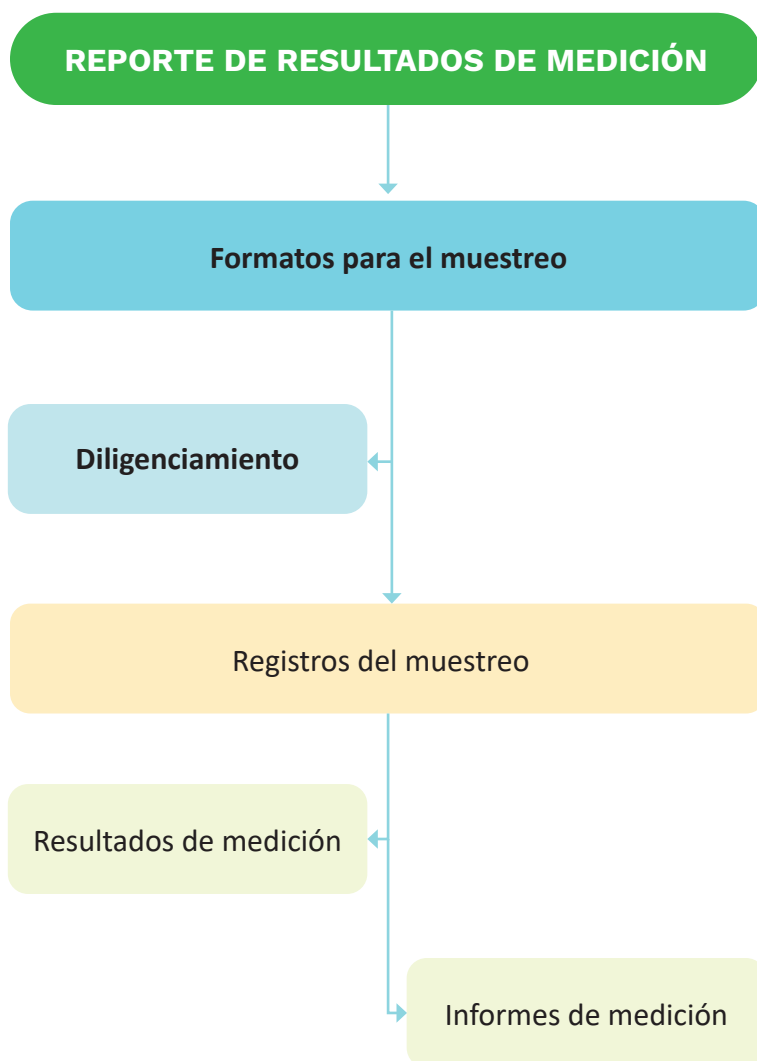 REPORTE DE RESULTADOS DE MEDICIÓN
Formatos para el muestreo
Diligenciamiento
Registros del muestreo
Resultados de medición
Informes de medición